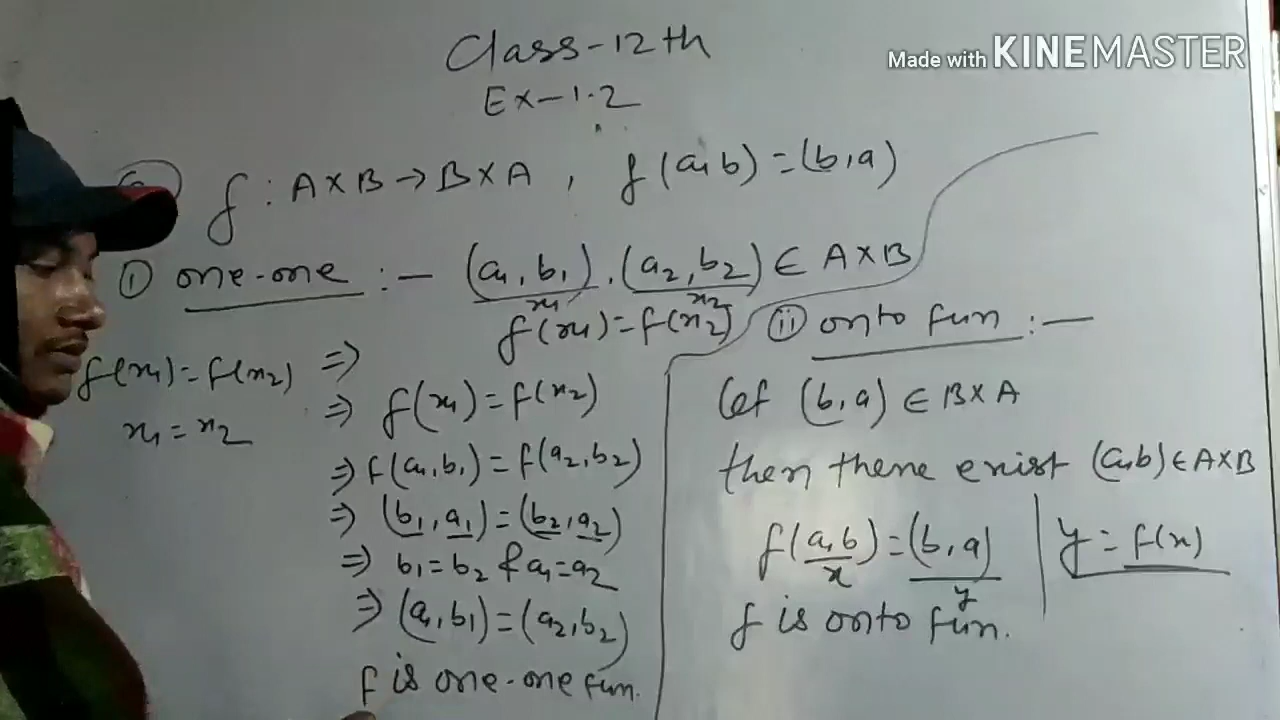 Class-12th
Made with KINEMASTER
Ex-1.2
f : A×B→B×A , f(a,b) = (b,a)
① one-one :- (a₁,b₁).(a₂,b₂) ∈ A×B
x₁ x₂
f(x₁)=f(x₂)
f(x₁)=f(x₂) ⇒
x₁=x₂
⇒ f(x₁)=f(x₂)
⇒ f(a₁,b₁)=f(a₂,b₂)
⇒ (b₁,a₁)=(b₂,a₂)
⇒ b₁=b₂ & a₁=a₂
⇒ (a₁,b₁)=(a₂,b₂)
f is one-one fun.
ⅱ onto fun :-
Let (b,a) ∈ B×A
then there exist (a,b)∈A×B
f(a,b)=(b,a) | y=f(x)
x y
f is onto fun.